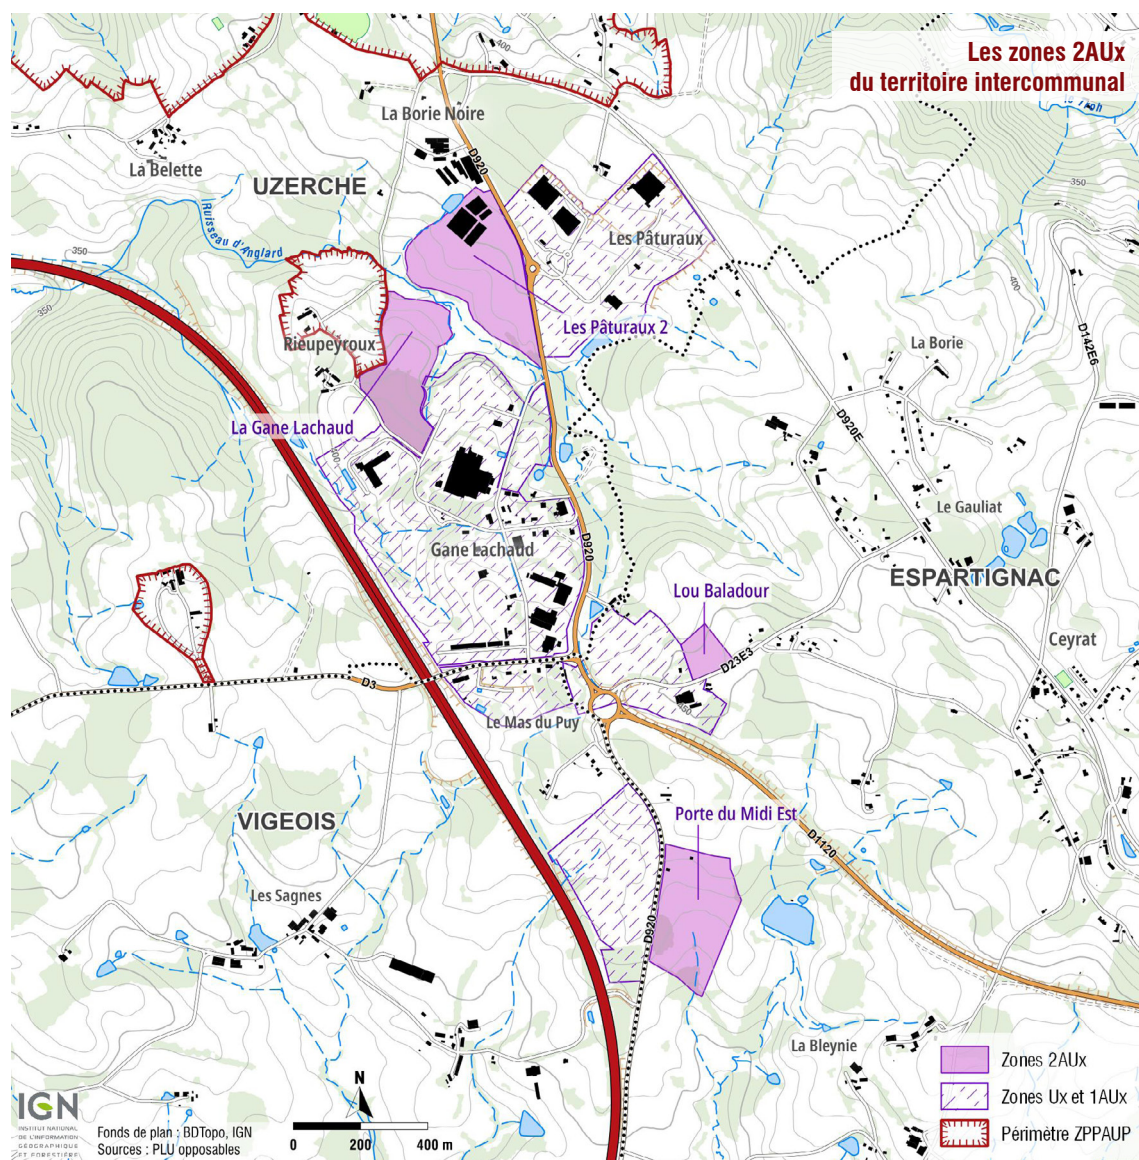 Les zones 2AUx
du territoire intercommunal
400
La Borie Noire
La Belette
D920
UZERCHE
350
Ruisseau d'Anglard
Les Pâturaux
350
400
350
Les Pâturaux 2
Rieupeyroux
La Borie
D142E6
La Gane Lachaud
D920E
400
Le Gauliat
Gane Lachaud
D920
ESPARTIGNAC
Lou Baladour
Ceyrat
D23E3
D3
Le Mas du Puy
VIGEOIS
Porte du Midi Est
D1120
Les Sagnes
D920
La Bleynie
Zones 2AUx
Zones Ux et 1AUx
Périmètre ZPPAUP
N
0
200
400 m
IGN
INSTITUT NATIONAL
DE L'INFORMATION
GÉOGRAPHIQUE
ET FORESTIÈRE
Fonds de plan : BDTopo, IGN
Sources : PLU opposables